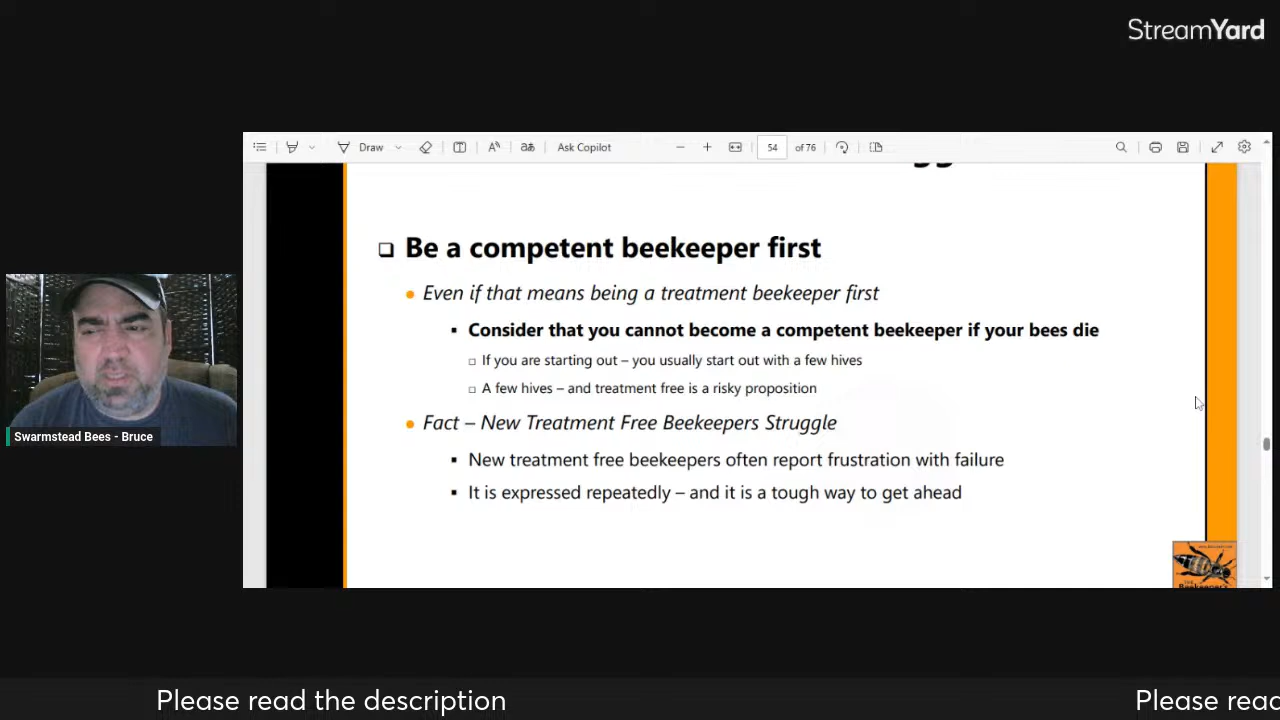 StreamYard
Draw
Ask Copilot
54 of 76
Be a competent beekeeper first
Even if that means being a treatment beekeeper first
Consider that you cannot become a competent beekeeper if your bees die
If you are starting out – you usually start out with a few hives
A few hives – and treatment free is a risky proposition
Fact – New Treatment Free Beekeepers Struggle
New treatment free beekeepers often report frustration with failure
It is expressed repeatedly – and it is a tough way to get ahead
Swarmstead Bees - Bruce
Please read the description
Please read